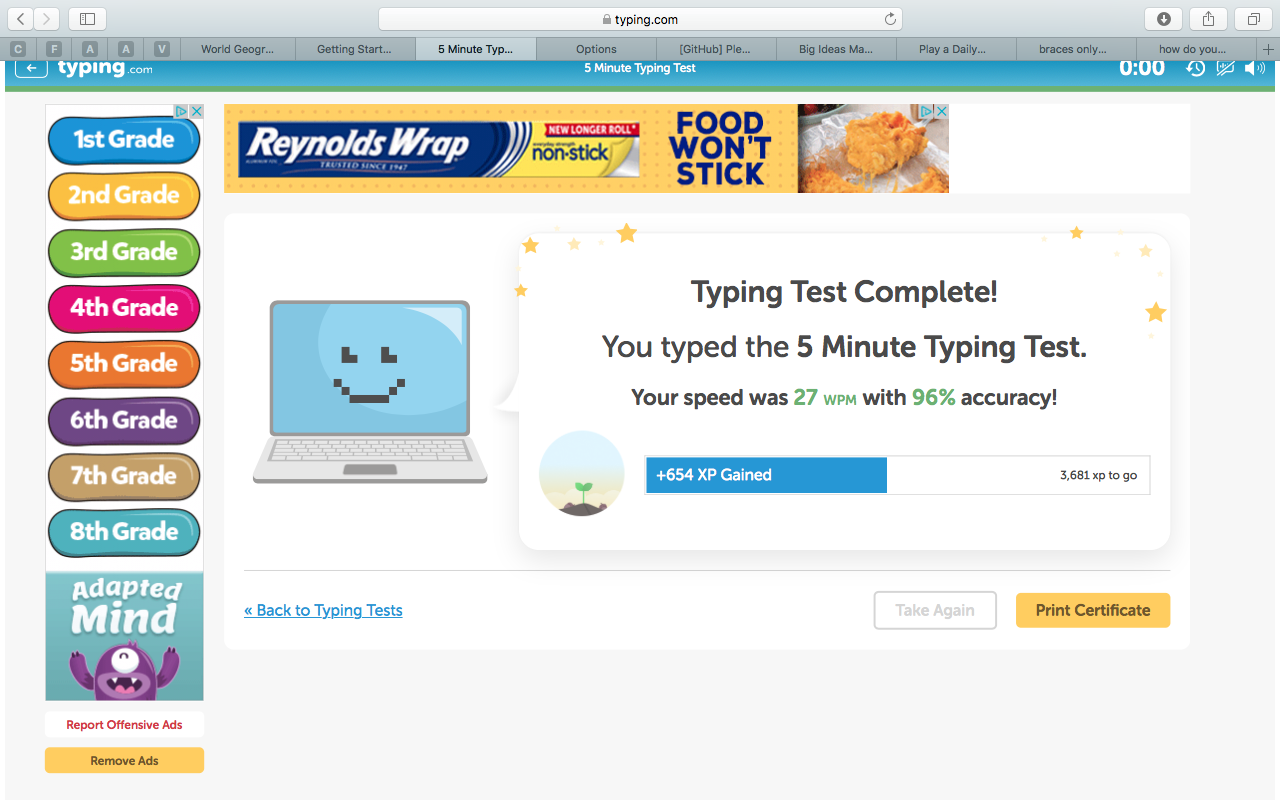 typing.com
C F A A V World Geogr... Getting Start... 5 Minute Typ... Options [GitHub] Ple... Big Ideas Ma... Play a Daily... braces only... how do you...
typing.com 5 Minute Typing Test 0:00
1st Grade
2nd Grade
3rd Grade
4th Grade
5th Grade
6th Grade
7th Grade
8th Grade
Adapted
Mind
Report Offensive Ads
Remove Ads
Reynolds Wrap
TRUSTED SINCE 1947
NEW LONGER ROLL*
everyday strength
non-stick
FOOD
WON'T
STICK
Typing Test Complete!
You typed the 5 Minute Typing Test.
Your speed was 27 WPM with 96% accuracy!
+654 XP Gained 3,681 xp to go
« Back to Typing Tests Take Again Print Certificate